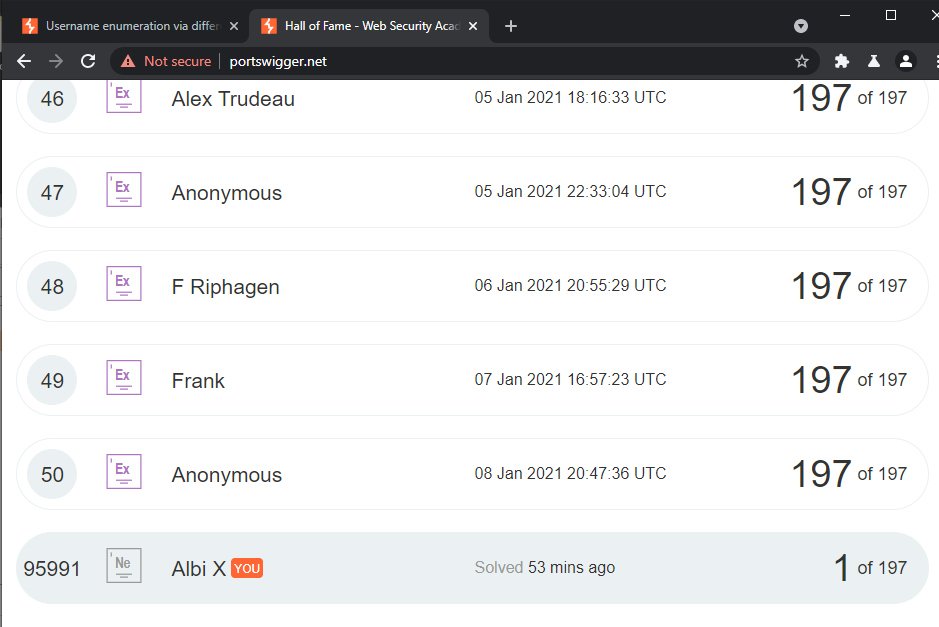 Username enumeration via differ
Hall of Fame - Web Security Acad
Not secure portswigger.net
46 Ex Alex Trudeau 05 Jan 2021 18:16:33 UTC 197 of 197
47 Ex Anonymous 05 Jan 2021 22:33:04 UTC 197 of 197
48 Ex F Riphagen 06 Jan 2021 20:55:29 UTC 197 of 197
49 Ex Frank 07 Jan 2021 16:57:23 UTC 197 of 197
50 Ex Anonymous 08 Jan 2021 20:47:36 UTC 197 of 197
95991 Ne Albi X YOU Solved 53 mins ago 1 of 197